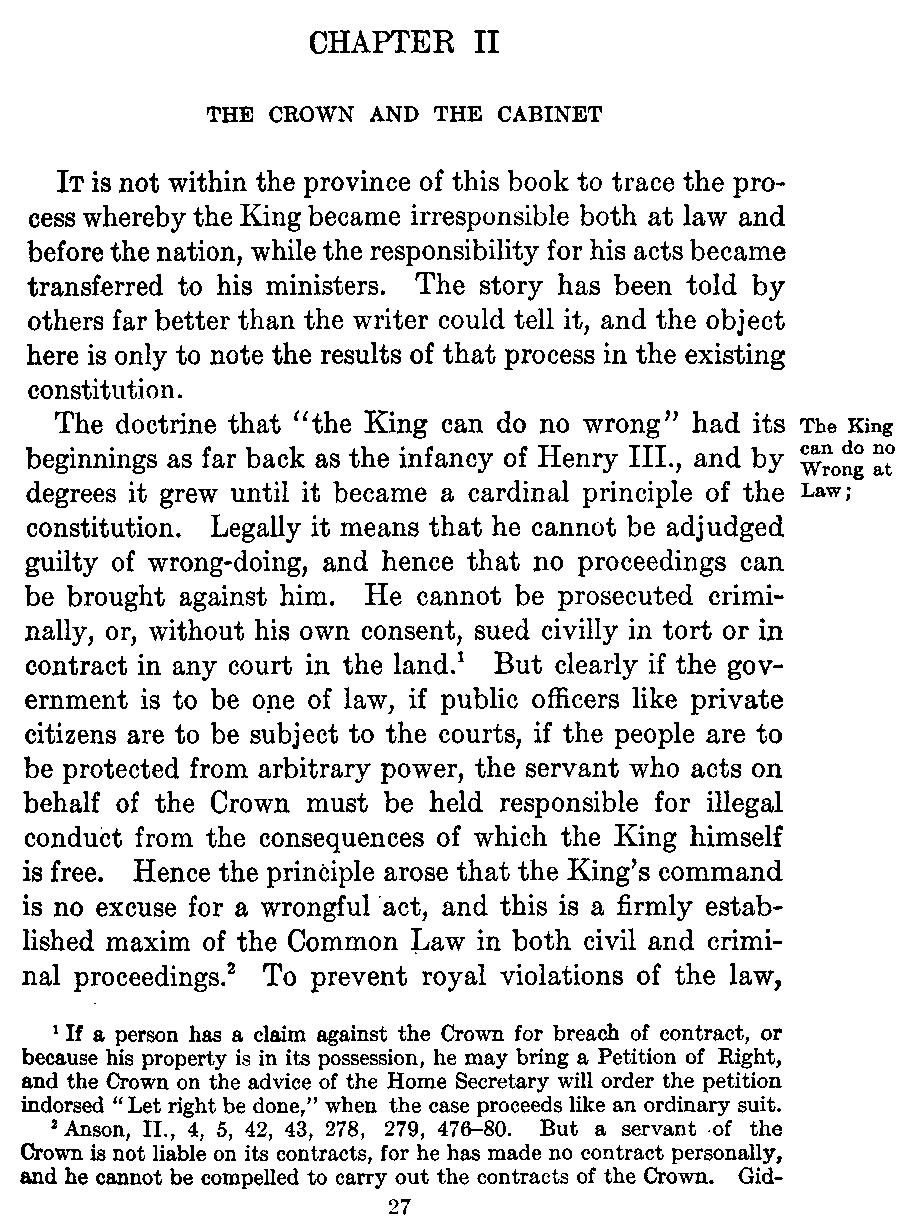 CHAPTER II
THE CROWN AND THE CABINET
IT is not within the province of this book to trace the pro-
cess whereby the King became irresponsible both at law and
before the nation, while the responsibility for his acts became
transferred to his ministers. The story has been told by
others far better than the writer could tell it, and the object
here is only to note the results of that process in the existing
constitution.
The doctrine that “the King can do no wrong” had its
beginnings as far back as the infancy of Henry III., and by
degrees it grew until it became a cardinal principle of the
constitution. Legally it means that he cannot be adjudged
guilty of wrong-doing, and hence that no proceedings can
be brought against him. He cannot be prosecuted crimi-
nally, or, without his own consent, sued civilly in tort or in
contract in any court in the land.¹ But clearly if the gov-
ernment is to be one of law, if public officers like private
citizens are to be subject to the courts, if the people are to
be protected from arbitrary power, the servant who acts on
behalf of the Crown must be held responsible for illegal
conduct from the consequences of which the King himself
is free. Hence the principle arose that the King’s command
is no excuse for a wrongful act, and this is a firmly estab-
lished maxim of the Common Law in both civil and crimi-
nal proceedings.² To prevent royal violations of the law,
The King
can do no
Wrong at
Law;
¹ If a person has a claim against the Crown for breach of contract, or
because his property is in its possession, he may bring a Petition of Right,
and the Crown on the advice of the Home Secretary will order the petition
indorsed “Let right be done,” when the case proceeds like an ordinary suit.
² Anson, II., 4, 5, 42, 43, 278, 279, 476–80. But a servant of the
Crown is not liable on its contracts, for he has made no contract personally,
and he cannot be compelled to carry out the contracts of the Crown. Gid-
27